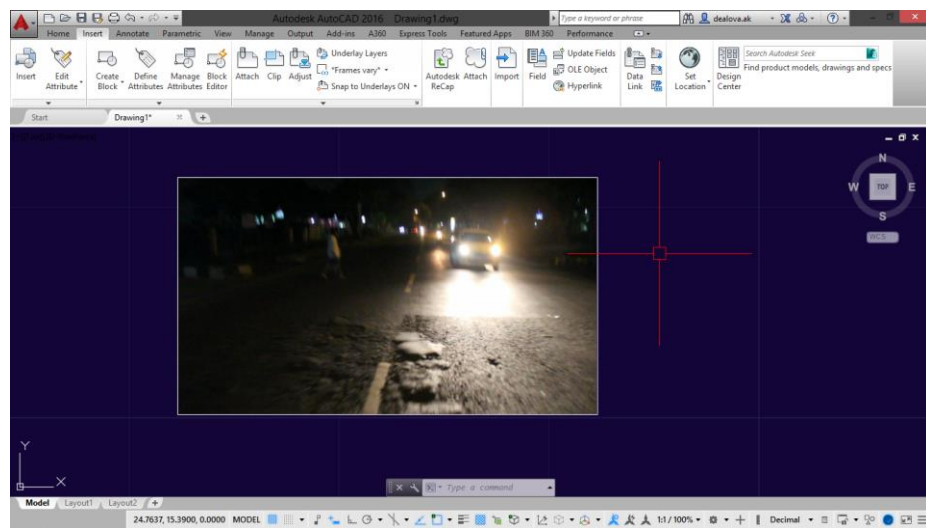 Autodesk AutoCAD 2016 Drawing1.dwg Type a keyword or phrase dealova.ak
Home Insert Annotate Parametric View Manage Output Add-ins A360 Express Tools Featured Apps BIM 360 Performance
Underlay Layers Update Fields Search Autodesk Seek
*Frames vary* OLE Object Find product models, drawings and specs
Snap to Underlays ON Hyperlink
Insert Edit Create Define Manage Block Attach Clip Adjust Autodesk Attach Import Field Data Set Design
Attribute Block Attributes Attributes Editor ReCap Link Location Center
Start Drawing1*
N
W TOP E
S
WCS
Y
X
Type a command
Model Layout1 Layout2
24.7637, 15.3900, 0.0000 MODEL 1:1 / 100% Decimal